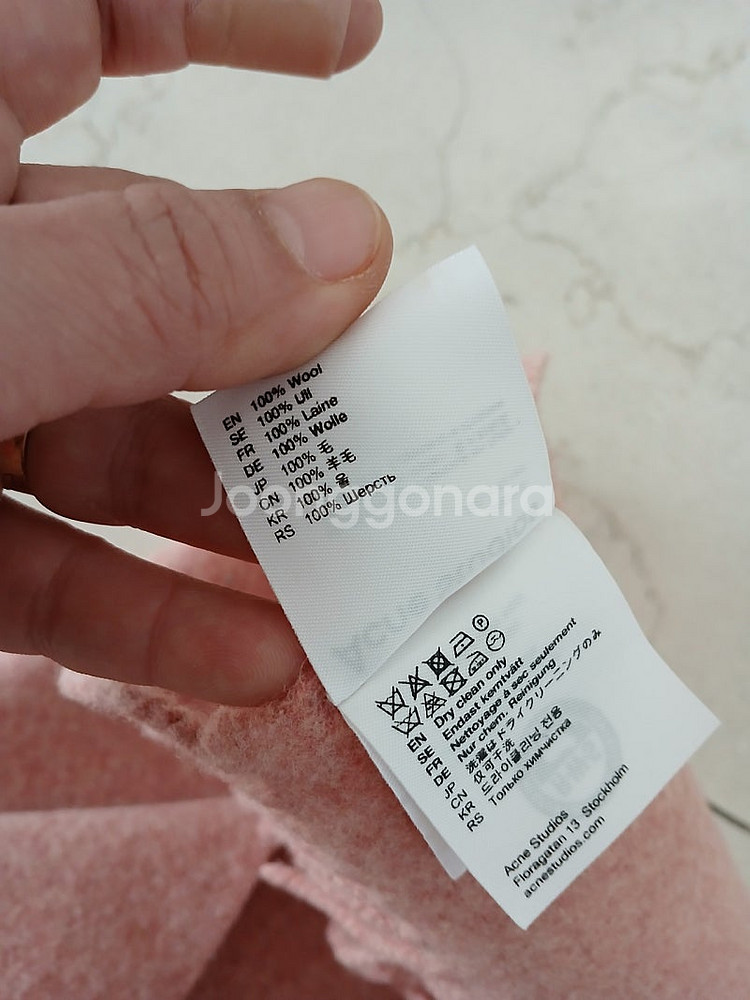 EN 100% Wool
SE 100% Ull
FR 100% Laine
DE 100% Wolle
JP 100% 毛
CN 100% 羊毛
KR 100% 울
RS 100% Шерсть
Joonggonara
EN Dry clean only
SE Endast kemtvätt
FR Nettoyage à sec seulement
DE Nur chem. Reinigung
JP 洗濯はドライクリーニングのみ
CN 仅可干洗
KR 드라이클리닝 전용
RS Только химчистка
Acne Studios
Floragatan 13 Stockholm
acnestudios.com